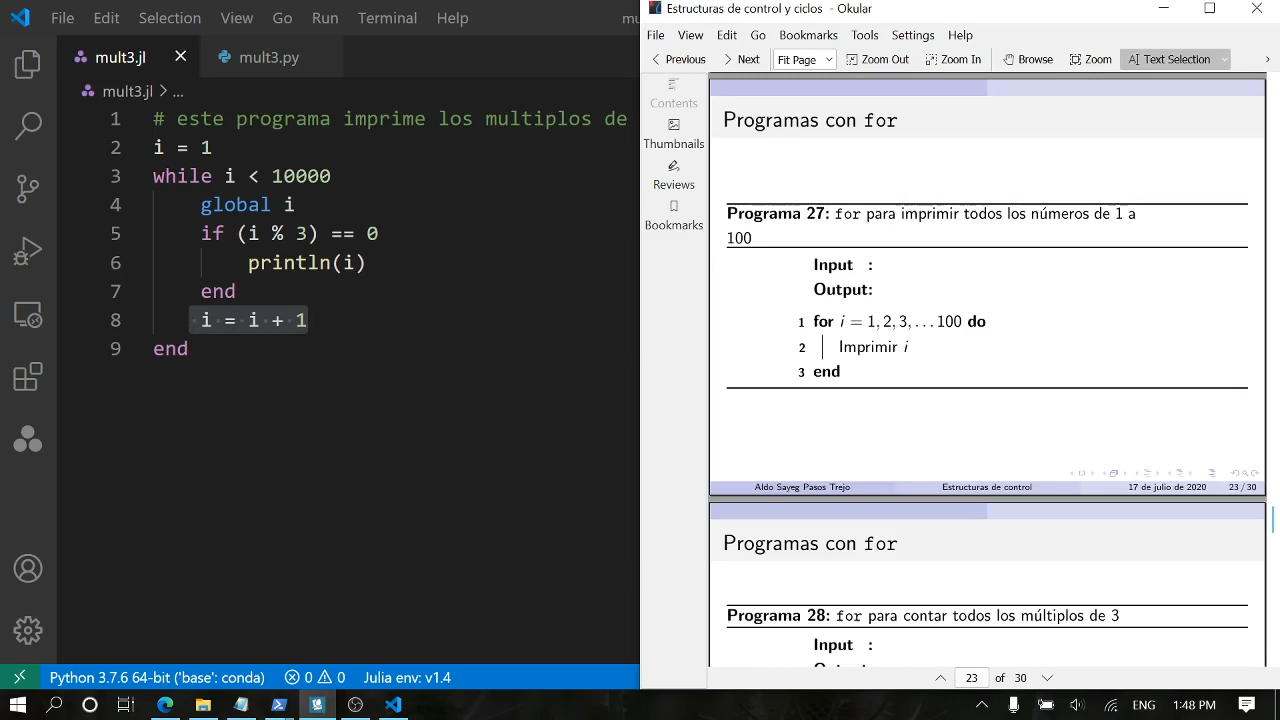 File Edit Selection View Go Run Terminal Help mu
mult3.jl mult3.py
mult3.jl > ...
1 # este programa imprime los multiplos de
2 i = 1
3 while i < 10000
4 global i
5 if (i % 3) == 0
6 println(i)
7 end
8 i = i + 1
9 end
Python 3.7.6 64-bit ('base': conda) 0 0 Julia env: v1.4
Estructuras de control y ciclos - Okular
File View Edit Go Bookmarks Tools Settings Help
Previous Next Fit Page Zoom Out Zoom In Browse Zoom Text Selection
Contents
Thumbnails
Reviews
Bookmarks
Programas con for
Programa 27: for para imprimir todos los números de 1 a
100
Input :
Output:
1 for i = 1, 2, 3, . . . 100 do
2 Imprimir i
3 end
Aldo Sayeg Pasos Trejo Estructuras de control 17 de julio de 2020 23 / 30
Programas con for
Programa 28: for para contar todos los múltiplos de 3
Input :
23 of 30
1:48 PM